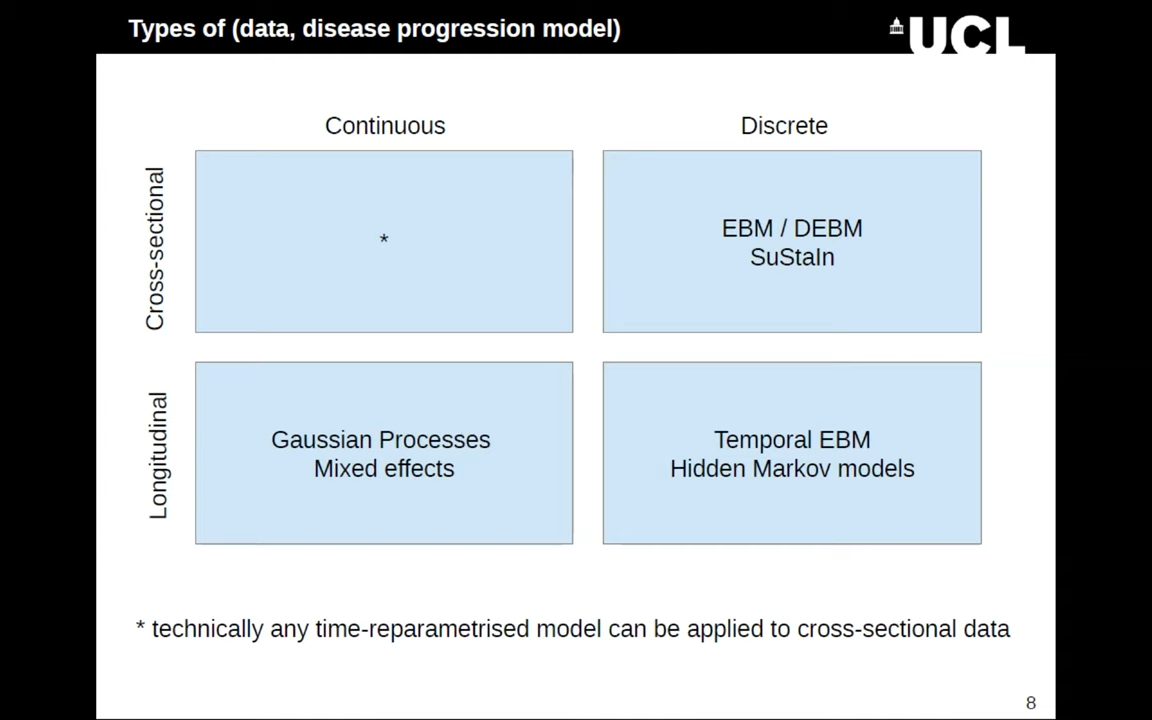 Types of (data, disease progression model)
UCL
Continuous
Discrete
Cross-sectional
*
EBM / DEBM
SuStaIn
Longitudinal
Gaussian Processes
Mixed effects
Temporal EBM
Hidden Markov models
* technically any time-reparametrised model can be applied to cross-sectional data
8